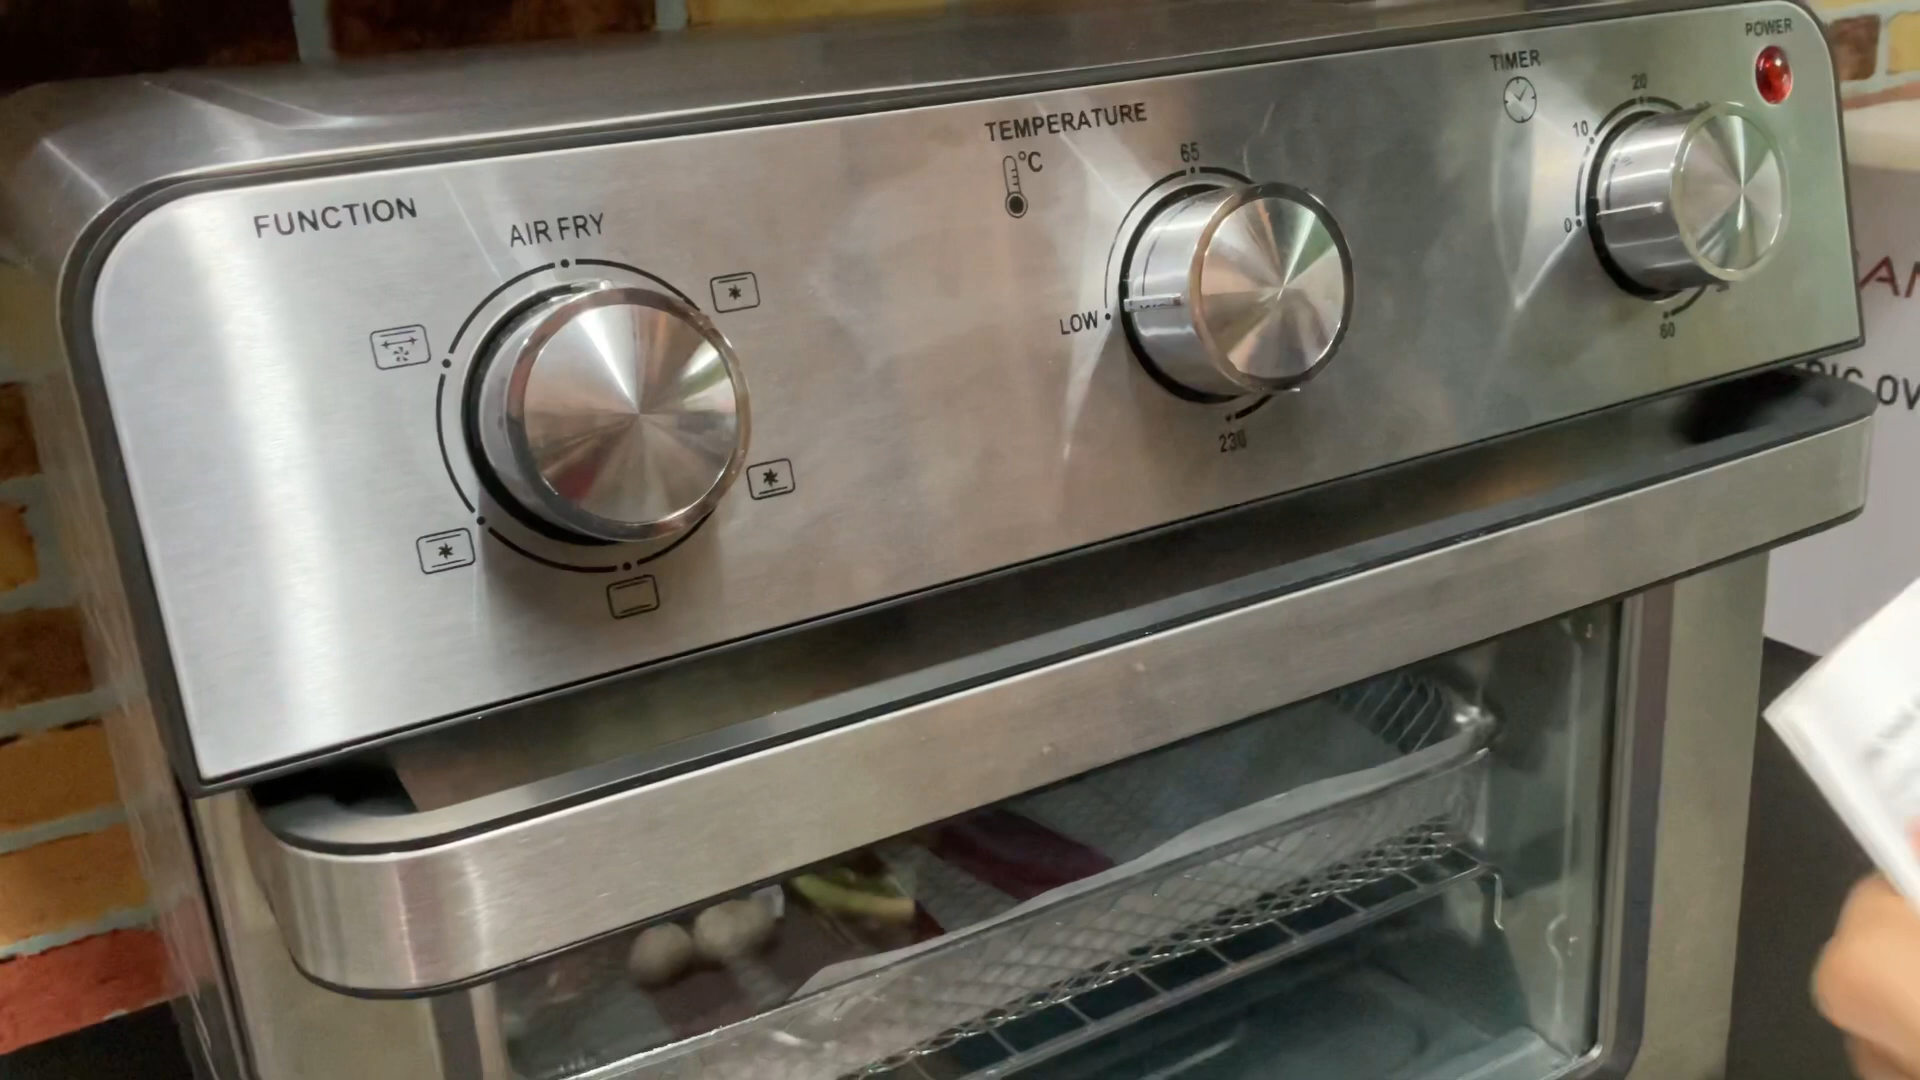 POWER
TIMER
20
10
0
60
TEMPERATURE
°C
65
LOW
230
FUNCTION
AIR FRY